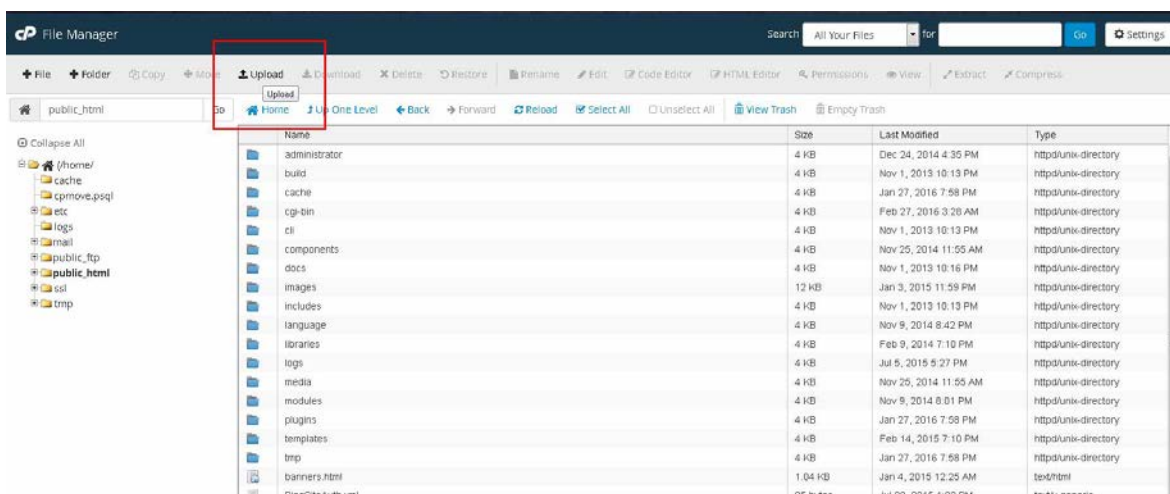 cP File Manager Search All Your Files for Go Settings
+ File + Folder Copy Move Upload Download Delete Restore Rename Edit Code Editor HTML Editor Permissions View Extract Compress
Upload
public_html Go Home Up One Level Back Forward Reload Select All Unselect All View Trash Empty Trash
Collapse All
(/home/
cache
cpmove.psql
etc
logs
mail
public_ftp
public_html
ssl
tmp
Name Size Last Modified Type
administrator 4 KB Dec 24, 2014 4:35 PM httpd/unix-directory
build 4 KB Nov 1, 2013 10:13 PM httpd/unix-directory
cache 4 KB Jan 27, 2016 7:58 PM httpd/unix-directory
cgi-bin 4 KB Feb 27, 2016 3:28 AM httpd/unix-directory
cli 4 KB Nov 1, 2013 10:13 PM httpd/unix-directory
components 4 KB Nov 25, 2014 11:55 AM httpd/unix-directory
docs 4 KB Nov 1, 2013 10:16 PM httpd/unix-directory
images 12 KB Jan 3, 2015 11:59 PM httpd/unix-directory
includes 4 KB Nov 1, 2013 10:13 PM httpd/unix-directory
language 4 KB Nov 9, 2014 8:42 PM httpd/unix-directory
libraries 4 KB Feb 9, 2014 7:10 PM httpd/unix-directory
logs 4 KB Jul 5, 2015 5:27 PM httpd/unix-directory
media 4 KB Nov 25, 2014 11:55 AM httpd/unix-directory
modules 4 KB Nov 9, 2014 8:01 PM httpd/unix-directory
plugins 4 KB Jan 27, 2016 7:58 PM httpd/unix-directory
templates 4 KB Feb 14, 2015 7:10 PM httpd/unix-directory
tmp 4 KB Jan 27, 2016 7:58 PM httpd/unix-directory
banners.html 1.04 KB Jan 4, 2015 12:25 AM text/html